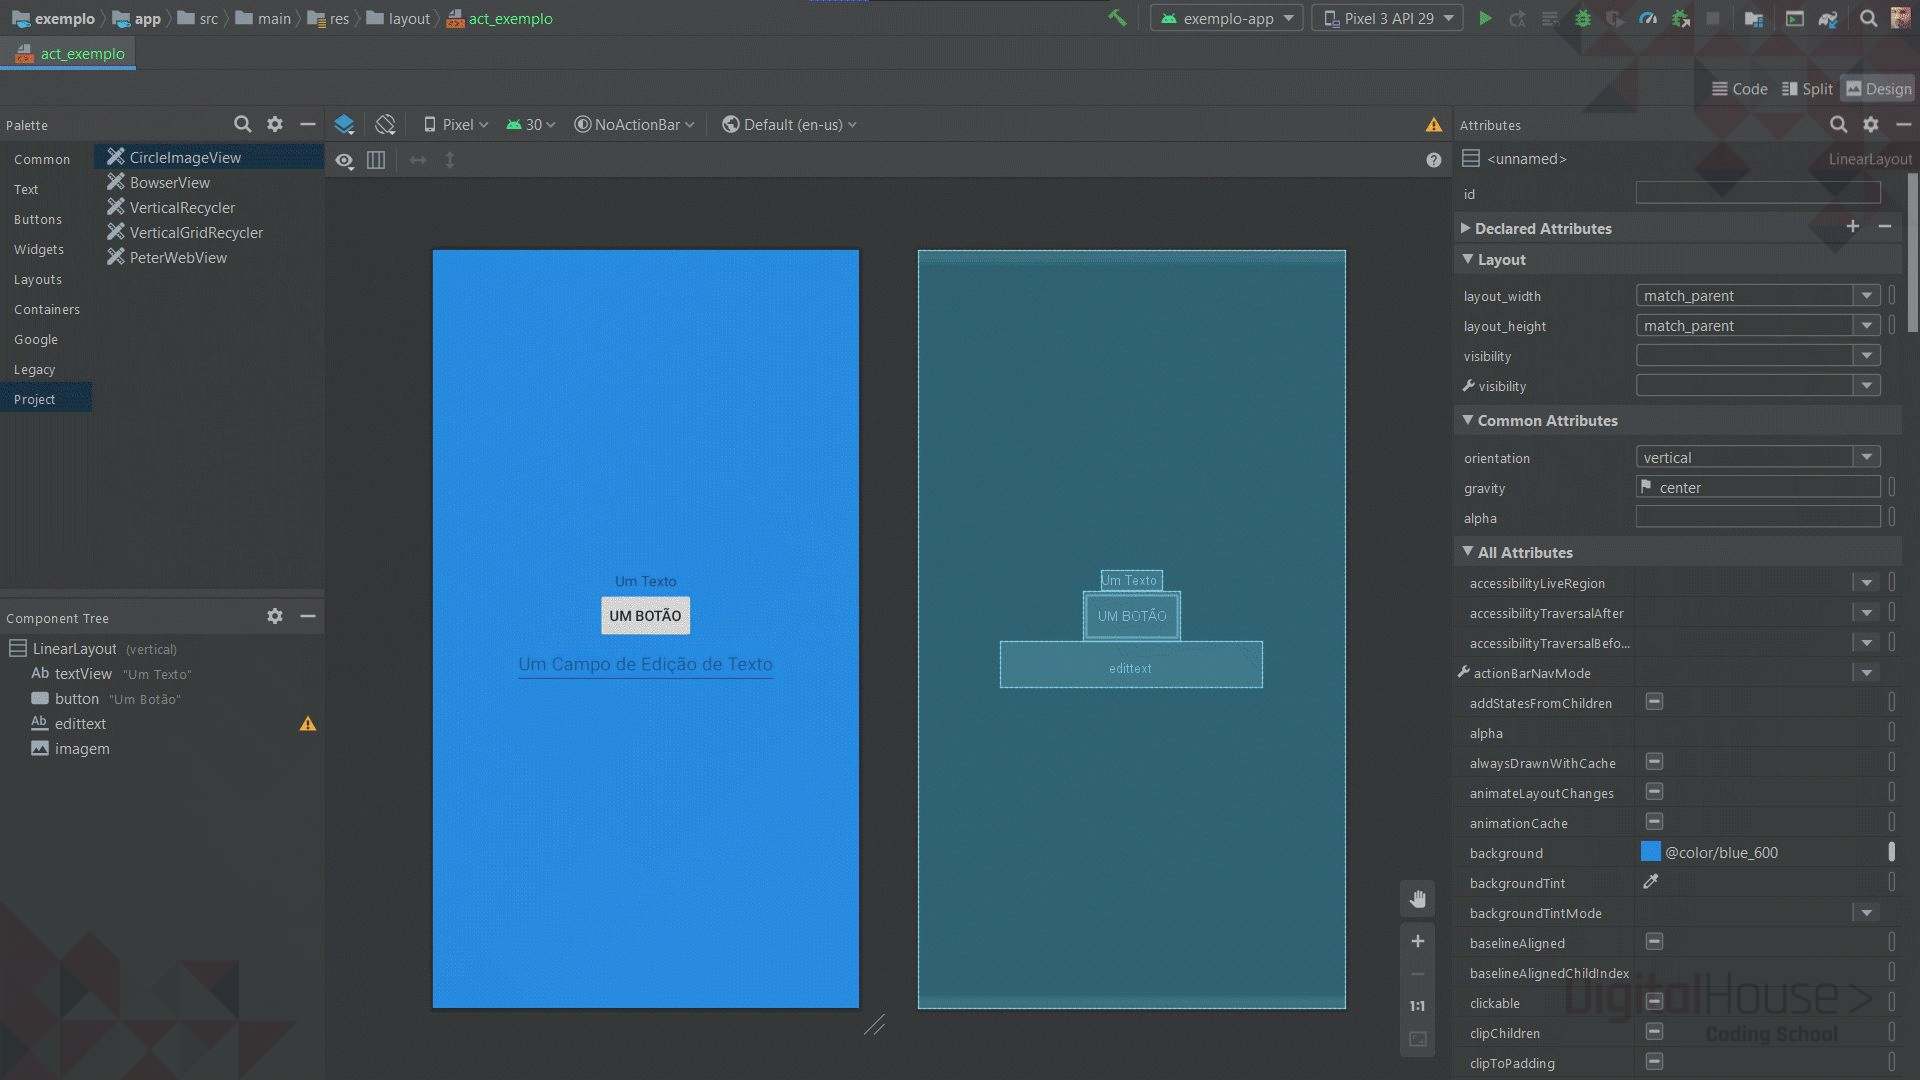 exemplo app src main res layout act_exemplo exemplo-app Pixel 3 API 29
act_exemplo
Code Split Design
Palette
Pixel 30 NoActionBar Default (en-us)
Attributes
Common
Text
Buttons
Widgets
Layouts
Containers
Google
Legacy
Project
CircleImageView
BowserView
VerticalRecycler
VerticalGridRecycler
PeterWebView
Component Tree
LinearLayout (vertical)
Ab textView "Um Texto"
button "Um Botão"
Ab edittext
imagem
Um Texto
UM BOTÃO
Um Campo de Edição de Texto
Um Texto
UM BOTÃO
edittext
1:1
<unnamed> LinearLayout
id
Declared Attributes
Layout
layout_width match_parent
layout_height match_parent
visibility
visibility
Common Attributes
orientation vertical
gravity center
alpha
All Attributes
accessibilityLiveRegion
accessibilityTraversalAfter
accessibilityTraversalBefo...
actionBarNavMode
addStatesFromChildren
alpha
alwaysDrawnWithCache
animateLayoutChanges
animationCache
background @color/blue_600
backgroundTint
backgroundTintMode
baselineAligned
baselineAlignedChildIndex
clickable
clipChildren
clipToPadding
DigitalHouse>
Coding School